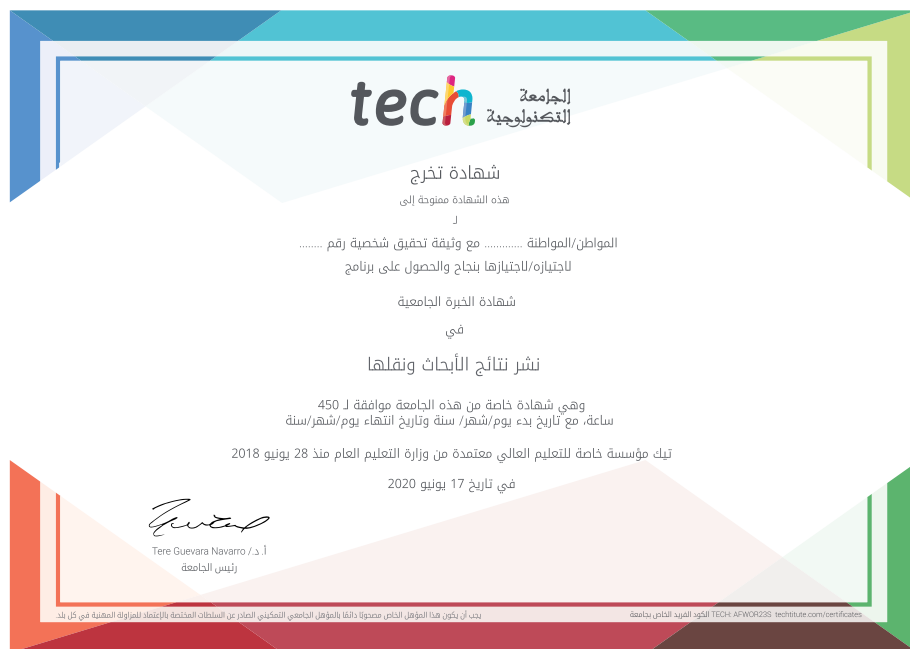 tech الجامعة
التكنولوجية
شهادة تخرج
هذه الشهادة ممنوحة إلى
لـ
المواطن/المواطنة ............. مع وثيقة تحقيق شخصية رقم ........
لاجتيازه/لاجتيازها بنجاح والحصول على برنامج
شهادة الخبرة الجامعية
في
نشر نتائج الأبحاث ونقلها
وهي شهادة خاصة من هذه الجامعة موافقة لـ 450
ساعة، مع تاريخ بدء يوم/شهر/ سنة وتاريخ انتهاء يوم/شهر/سنة
تيك مؤسسة خاصة للتعليم العالي معتمدة من وزارة التعليم العام منذ 28 يونيو 2018
في تاريخ 17 يونيو 2020
أ. د./ Tere Guevara Navarro
رئيس الجامعة
الكود الفريد الخاص بجامعة TECH: AFWOR23S techtitute.com/certificates
يجب أن يكون هذا المؤهل الخاص مصحوبًا دائمًا بالمؤهل الجامعي التمكيني الصادر عن السلطات المختصة بالإعتماد للمزاولة المهنية في كل بلد.